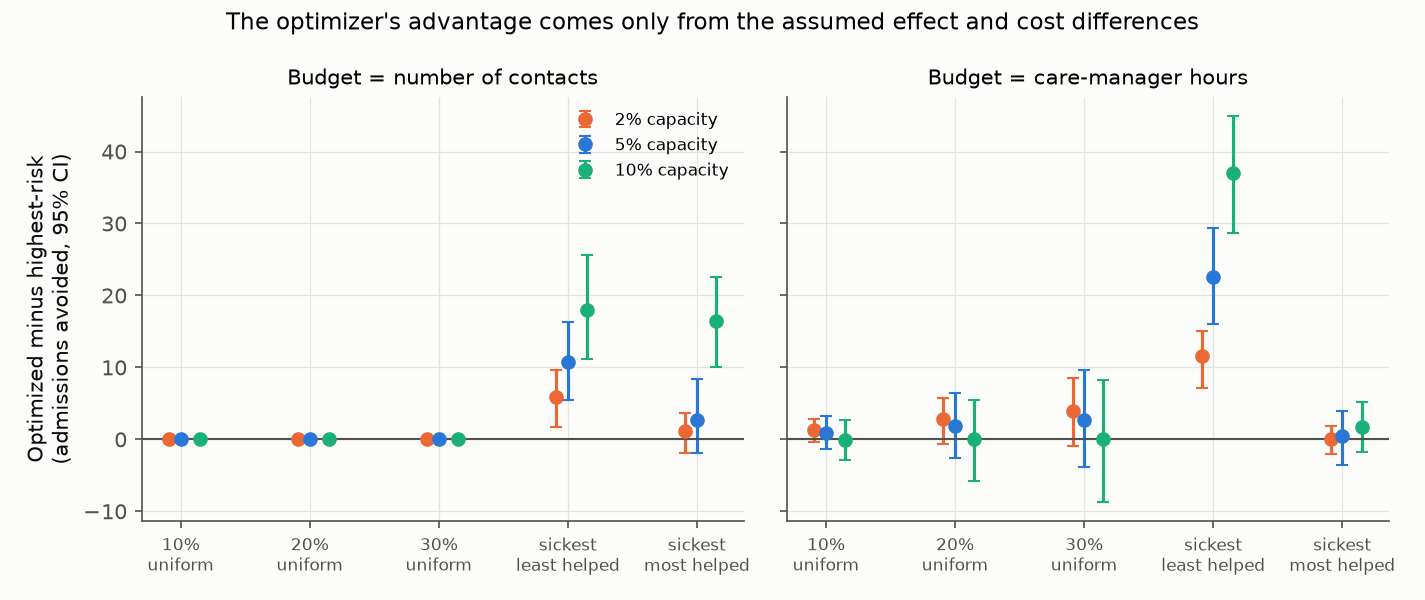 The optimizer's advantage comes only from the assumed effect and cost differences
Budget = number of contacts
Budget = care-manager hours
Optimized minus highest-risk
(admissions avoided, 95% CI)
40
30
20
10
0
−10
2% capacity
5% capacity
10% capacity
10%
uniform
20%
uniform
30%
uniform
sickest
least helped
sickest
most helped
10%
uniform
20%
uniform
30%
uniform
sickest
least helped
sickest
most helped